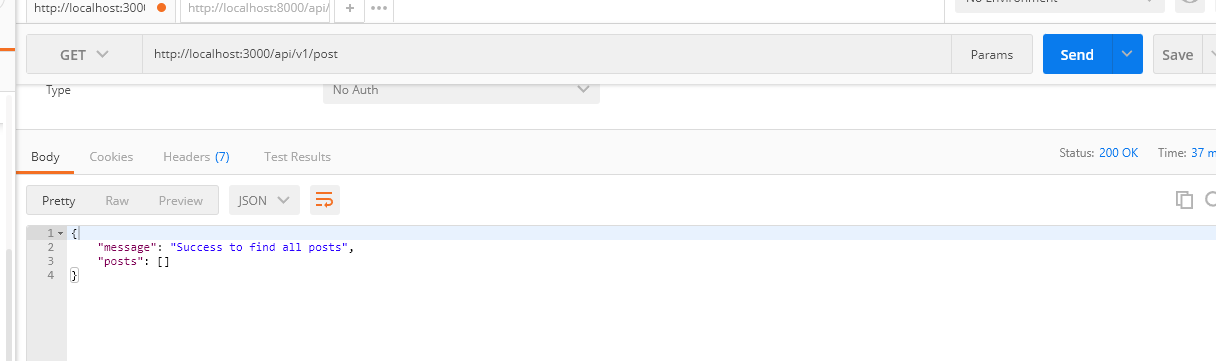 http://localhost:3000 http://localhost:8000/api/ + •••
No Environment
GET http://localhost:3000/api/v1/post Params Send Save
Type No Auth
Body Cookies Headers (7) Test Results Status: 200 OK Time: 37 m
Pretty Raw Preview JSON
1 {
2 "message": "Success to find all posts",
3 "posts": []
4 }